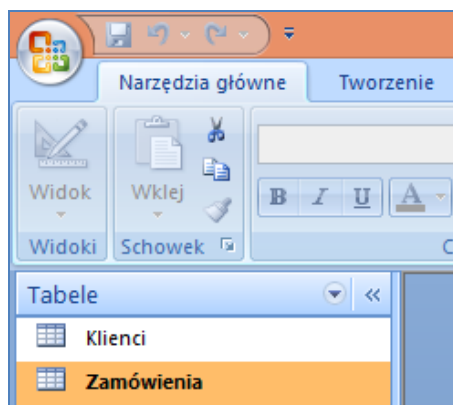 Narzędzia główne Tworzenie
Widok Wklej B I U A
Widoki Schowek C
Tabele
Klienci
Zamówienia